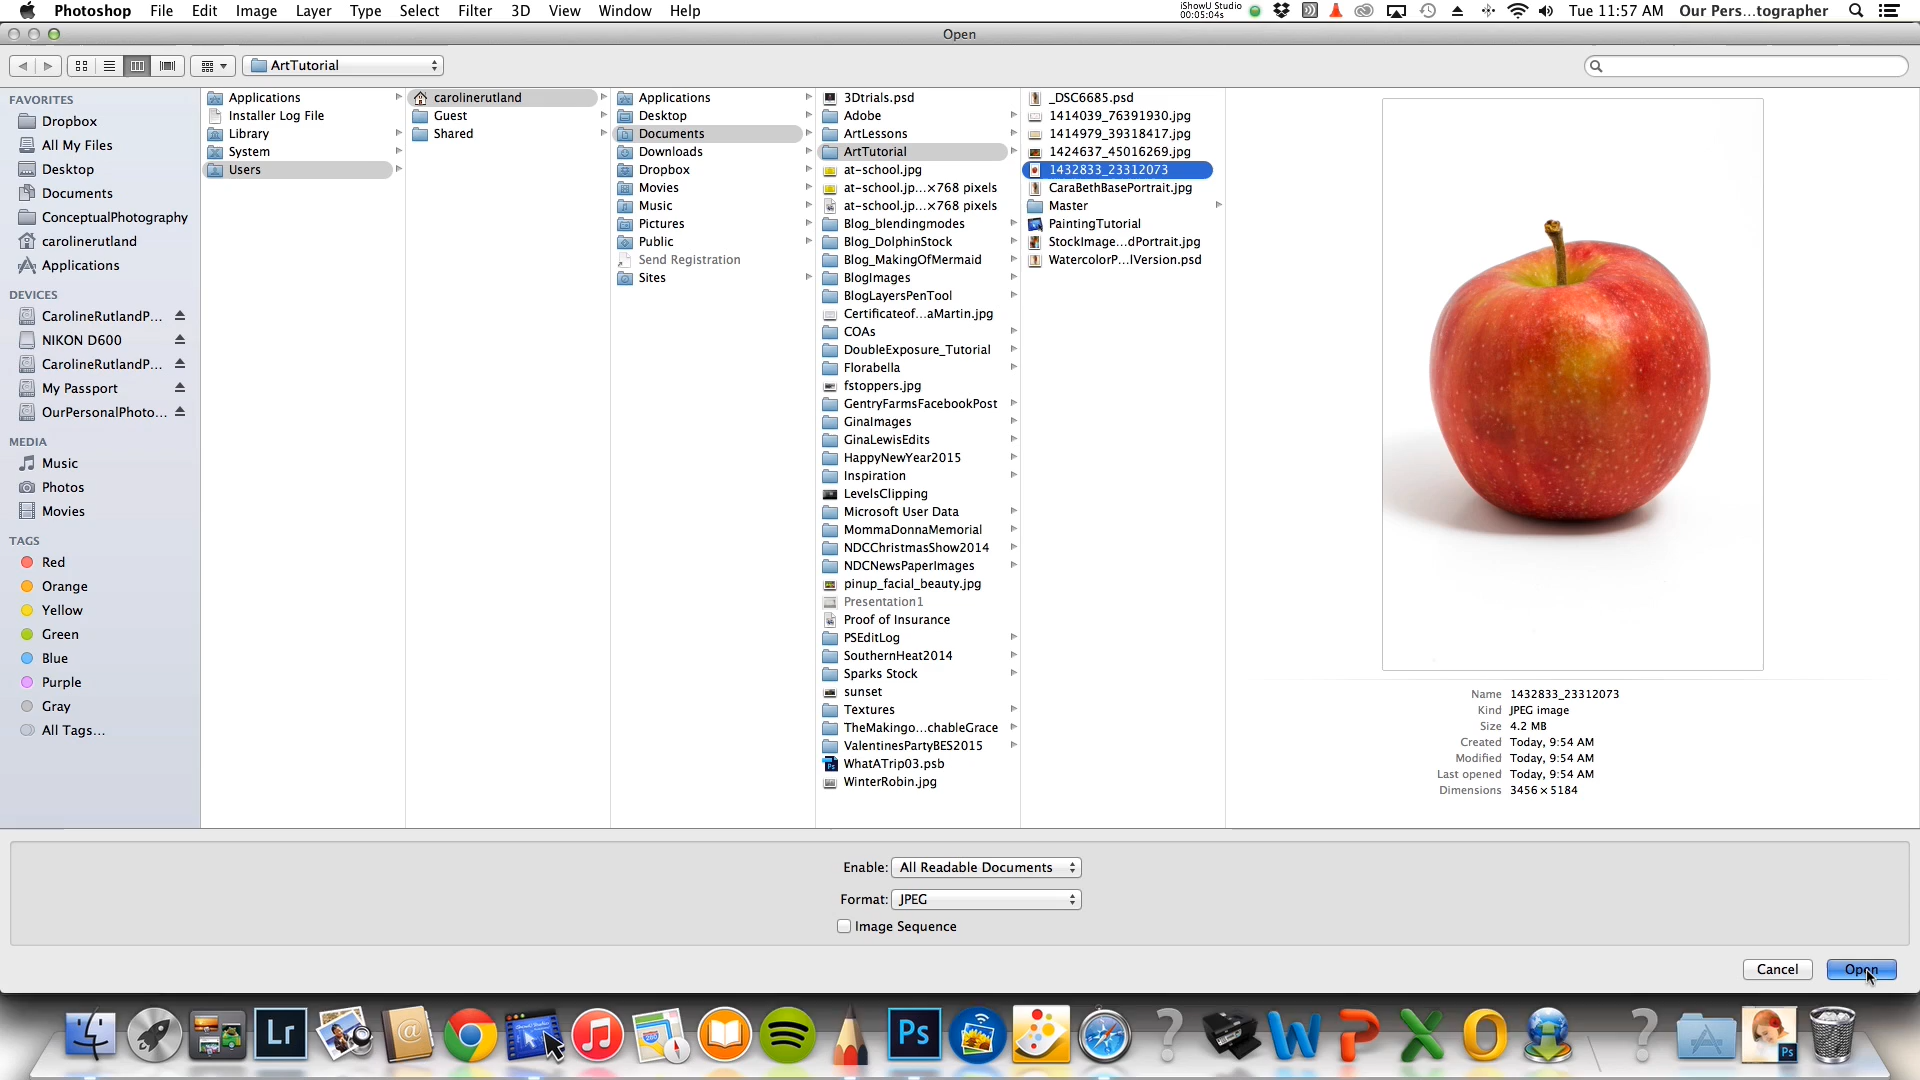 Photoshop File Edit Image Layer Type Select Filter 3D View Window Help iShowU Studio 00:05:04s Tue 11:57 AM Our Pers...tographer
Open
ArtTutorial
FAVORITES
Dropbox
All My Files
Desktop
Documents
ConceptualPhotography
carolinerutland
Applications
DEVICES
CarolineRutlandP...
NIKON D600
CarolineRutlandP...
My Passport
OurPersonalPhoto...
MEDIA
Music
Photos
Movies
TAGS
Red
Orange
Yellow
Green
Blue
Purple
Gray
All Tags...
Applications
Installer Log File
Library
System
Users
carolinerutland
Guest
Shared
Applications
Desktop
Documents
Downloads
Dropbox
Movies
Music
Pictures
Public
Send Registration
Sites
3Dtrials.psd
Adobe
ArtLessons
ArtTutorial
at-school.jpg
at-school.jp...×768 pixels
at-school.jp...×768 pixels
Blog_blendingmodes
Blog_DolphinStock
Blog_MakingOfMermaid
BlogImages
BlogLayersPenTool
Certificateof...aMartin.jpg
COAs
DoubleExposure_Tutorial
Florabella
fstoppers.jpg
GentryFarmsFacebookPost
GinaImages
GinaLewisEdits
HappyNewYear2015
Inspiration
LevelsClipping
Microsoft User Data
MommaDonnaMemorial
NDCChristmasShow2014
NDCNewsPaperImages
pinup_facial_beauty.jpg
Presentation1
Proof of Insurance
PSEditLog
SouthernHeat2014
Sparks Stock
sunset
Textures
TheMakingo...chableGrace
ValentinesPartyBES2015
WhatATrip03.psb
WinterRobin.jpg
_DSC6685.psd
1414039_76391930.jpg
1414979_39318417.jpg
1424637_45016269.jpg
1432833_23312073
CaraBethBasePortrait.jpg
Master
PaintingTutorial
StockImage...dPortrait.jpg
WatercolorP...lVersion.psd
Name 1432833_23312073
Kind JPEG image
Size 4.2 MB
Created Today, 9:54 AM
Modified Today, 9:54 AM
Last opened Today, 9:54 AM
Dimensions 3456 × 5184
Enable: All Readable Documents
Format: JPEG
Image Sequence
Cancel Open
Lr Ps